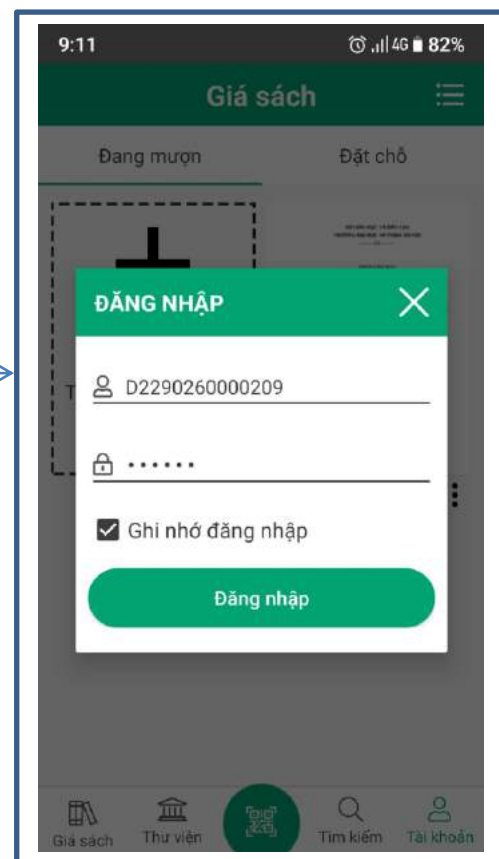 9:11
4G 82%
Giá sách
Đang mượn
Đặt chỗ
ĐĂNG NHẬP
T
D2290260000209
••••••
Ghi nhớ đăng nhập
Đăng nhập
Giá sách
Thư viện
Tìm kiếm
Tài khoản